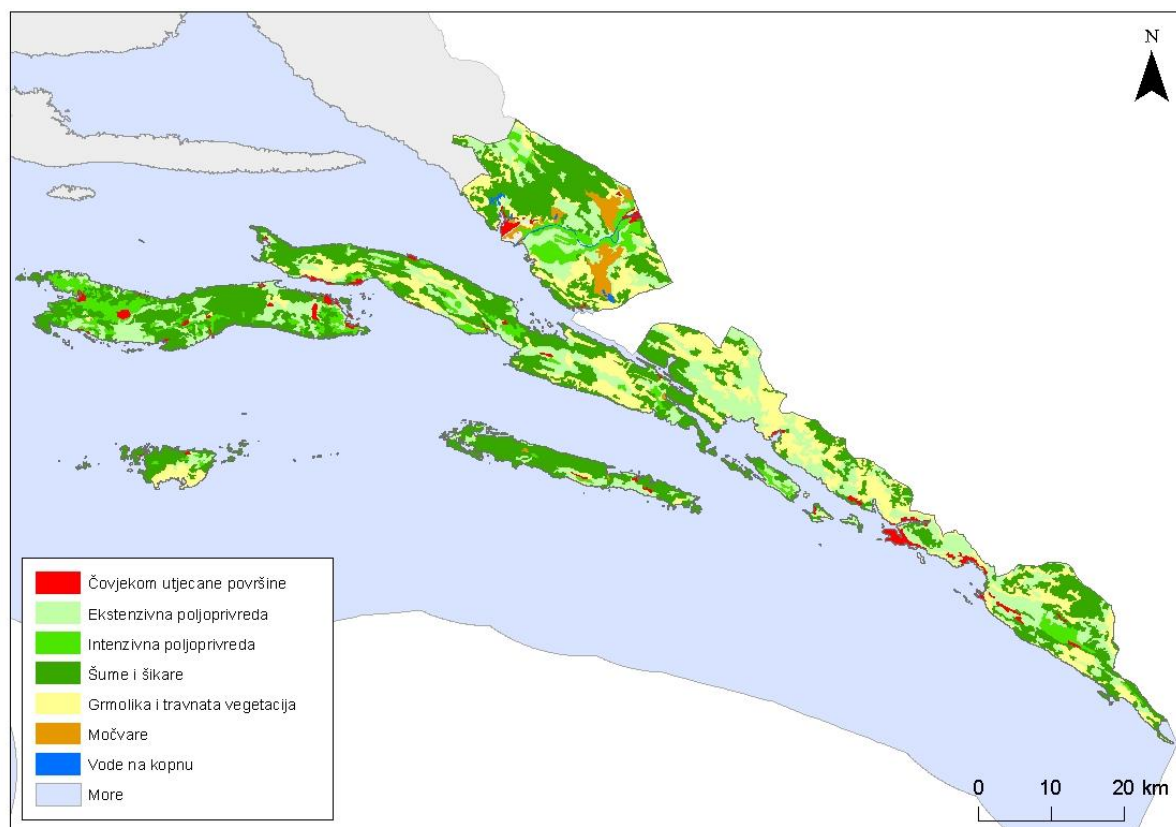 N
Čovjekom utjecane površine
Ekstenzivna poljoprivreda
Intenzivna poljoprivreda
Šume i šikare
Grmolika i travnata vegetacija
Močvare
Vode na kopnu
More
0 10 20 km